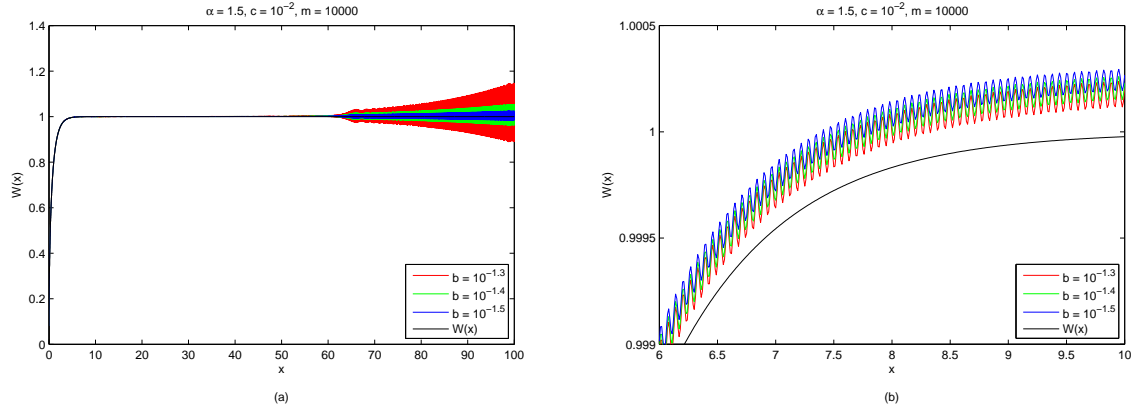 α = 1.5, c = 10⁻², m = 10000
W(x)
1.4
1.2
1
0.8
0.6
0.4
0.2
0
0 10 20 30 40 50 60 70 80 90 100
x
b = 10⁻¹·³
b = 10⁻¹·⁴
b = 10⁻¹·⁵
W(x)
(a)
α = 1.5, c = 10⁻², m = 10000
W(x)
1.0005
1
0.9995
0.999
6 6.5 7 7.5 8 8.5 9 9.5 10
x
b = 10⁻¹·³
b = 10⁻¹·⁴
b = 10⁻¹·⁵
W(x)
(b)